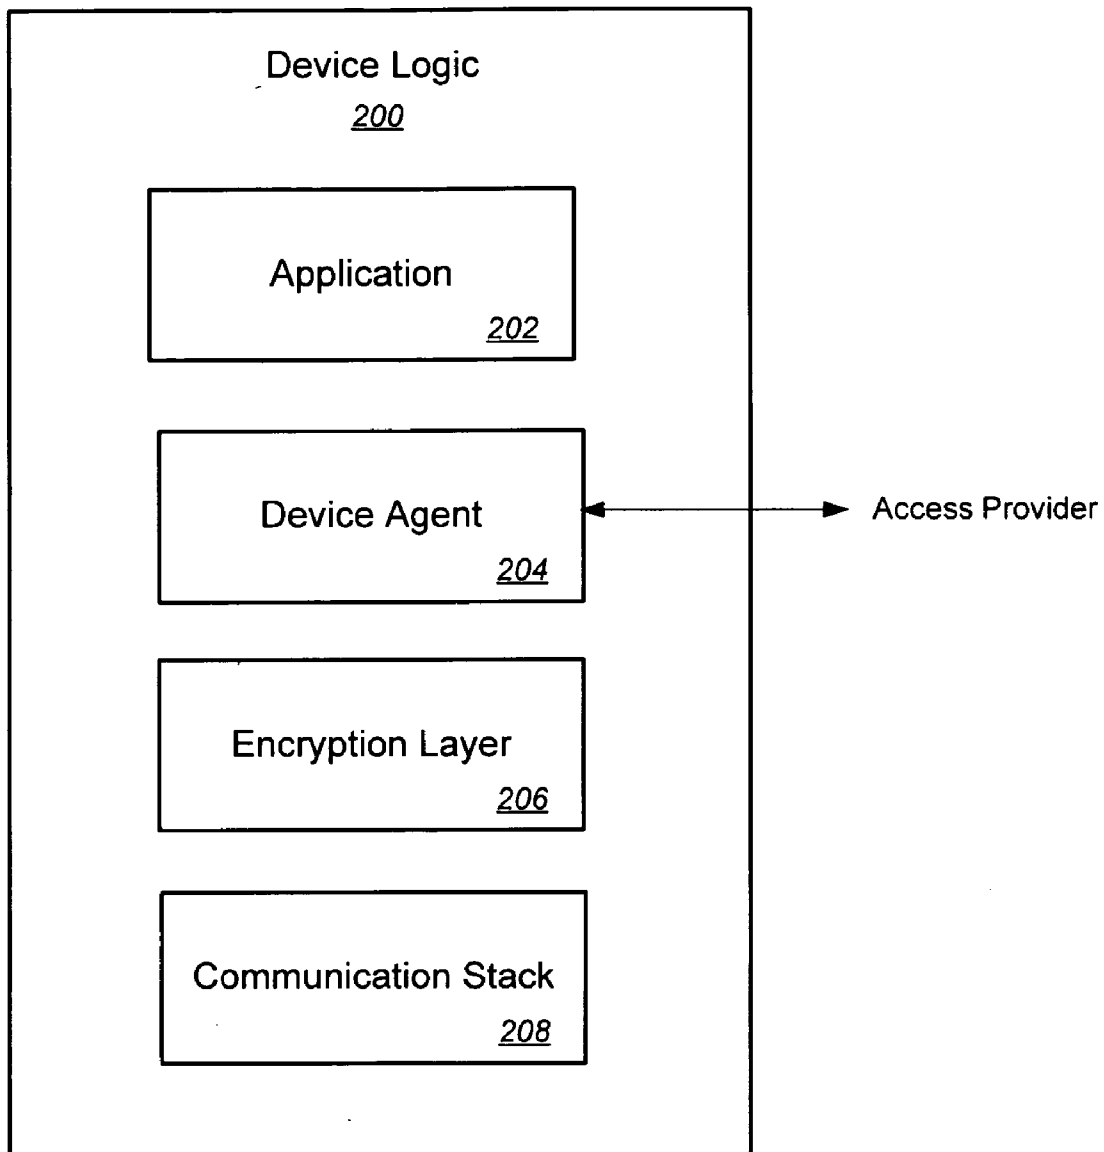 Device Logic
200
Application
202
Device Agent
204
Access Provider
Encryption Layer
206
Communication Stack
208